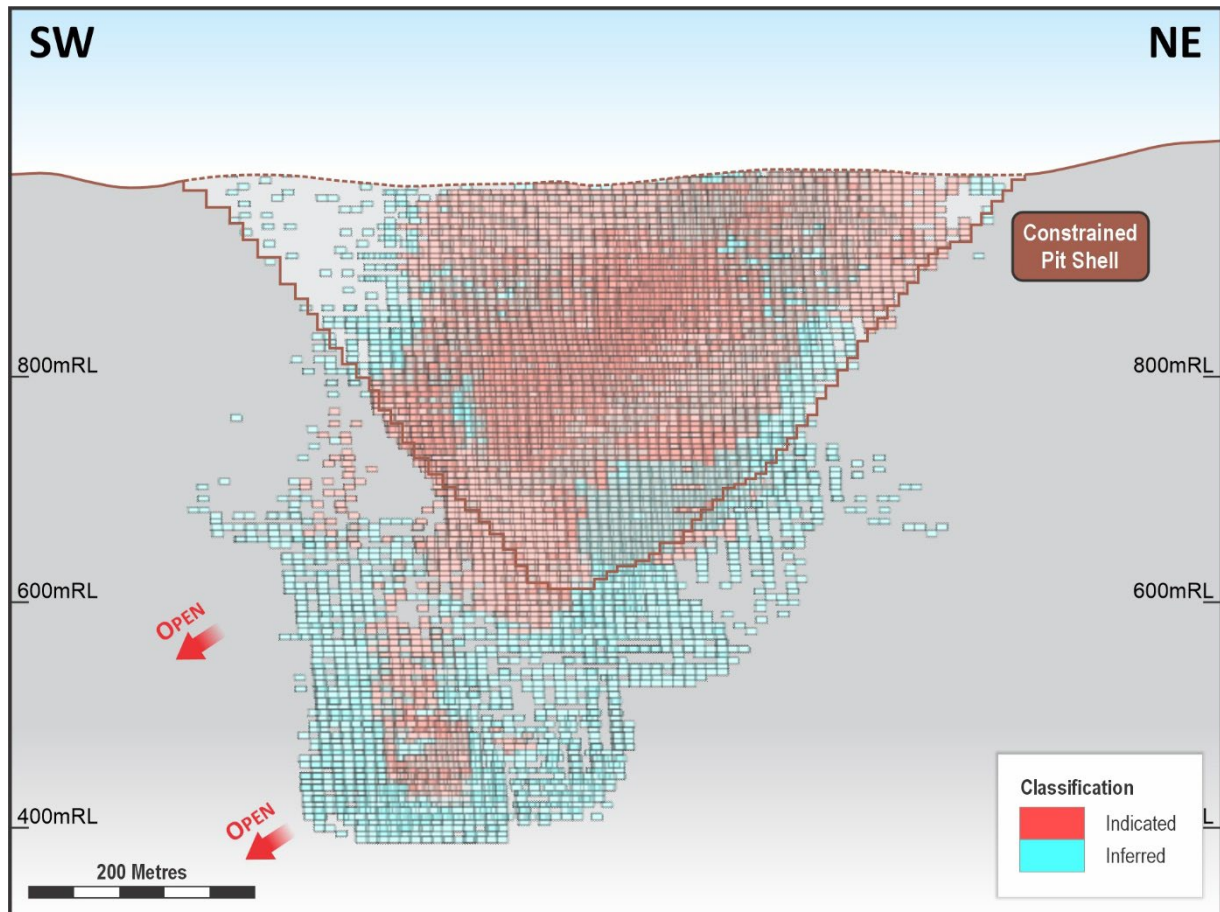 SW
NE
Constrained
Pit Shell
800mRL
800mRL
600mRL
600mRL
OPEN
OPEN
400mRL
L
200 Metres
Classification
Indicated
Inferred